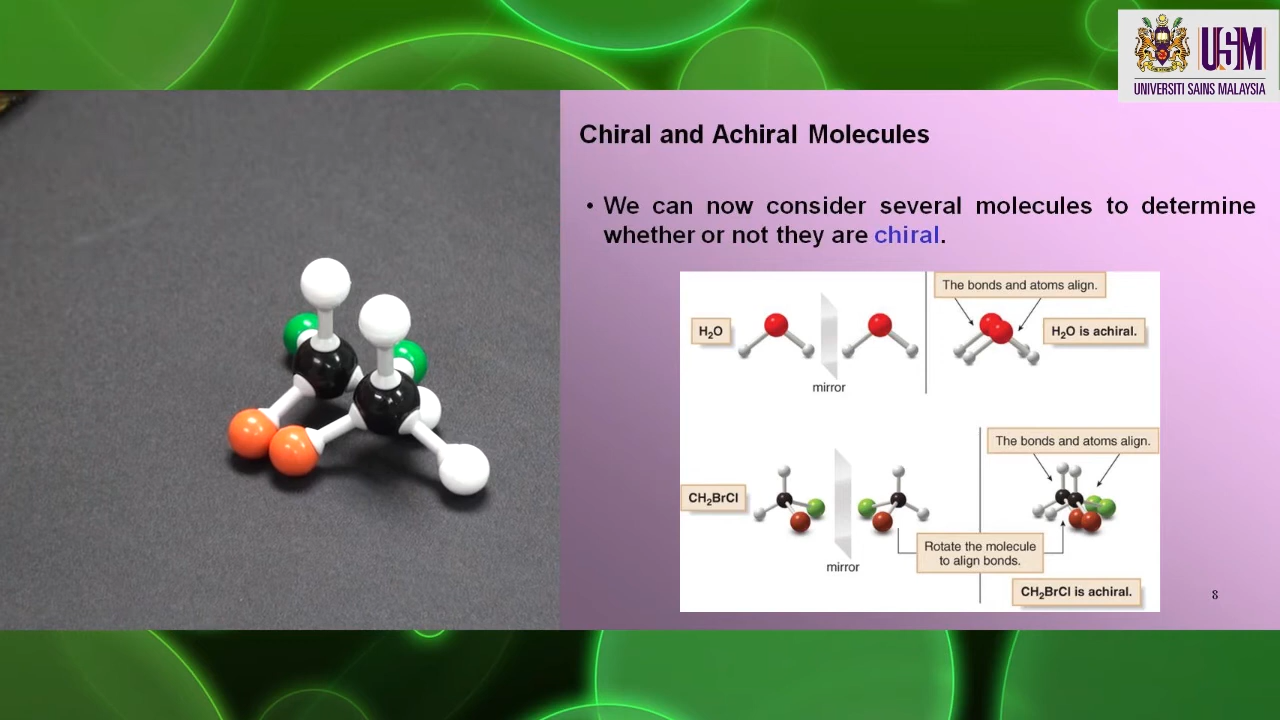 USM
UNIVERSITI SAINS MALAYSIA
Chiral and Achiral Molecules
• We can now consider several molecules to determine
whether or not they are chiral.
The bonds and atoms align.
H₂O
H₂O is achiral.
mirror
The bonds and atoms align.
CH₂BrCl
Rotate the molecule
to align bonds.
mirror
CH₂BrCl is achiral.
8